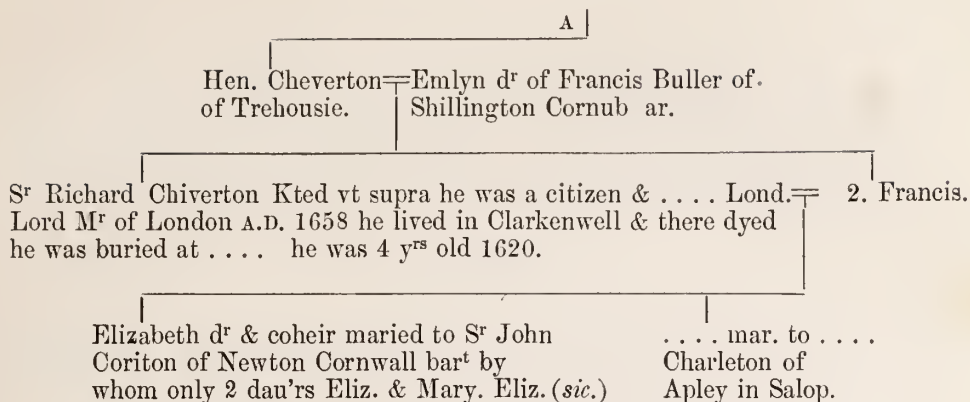 A
Hen. Cheverton Emlyn dʳ of Francis Buller of.
of Trehousie. Shillington Cornub ar.
Sʳ Richard Chiverton Kted vt supra he was a citizen & .... Lond. 2. Francis.
Lord Mʳ of London A.D. 1658 he lived in Clarkenwell & there dyed
he was buried at .... he was 4 yʳˢ old 1620.
Elizabeth dʳ & coheir maried to Sʳ John .... mar. to ....
Coriton of Newton Cornwall barᵗ by Charleton of
whom only 2 dau'rs Eliz. & Mary. Eliz. (sic.) Apley in Salop.